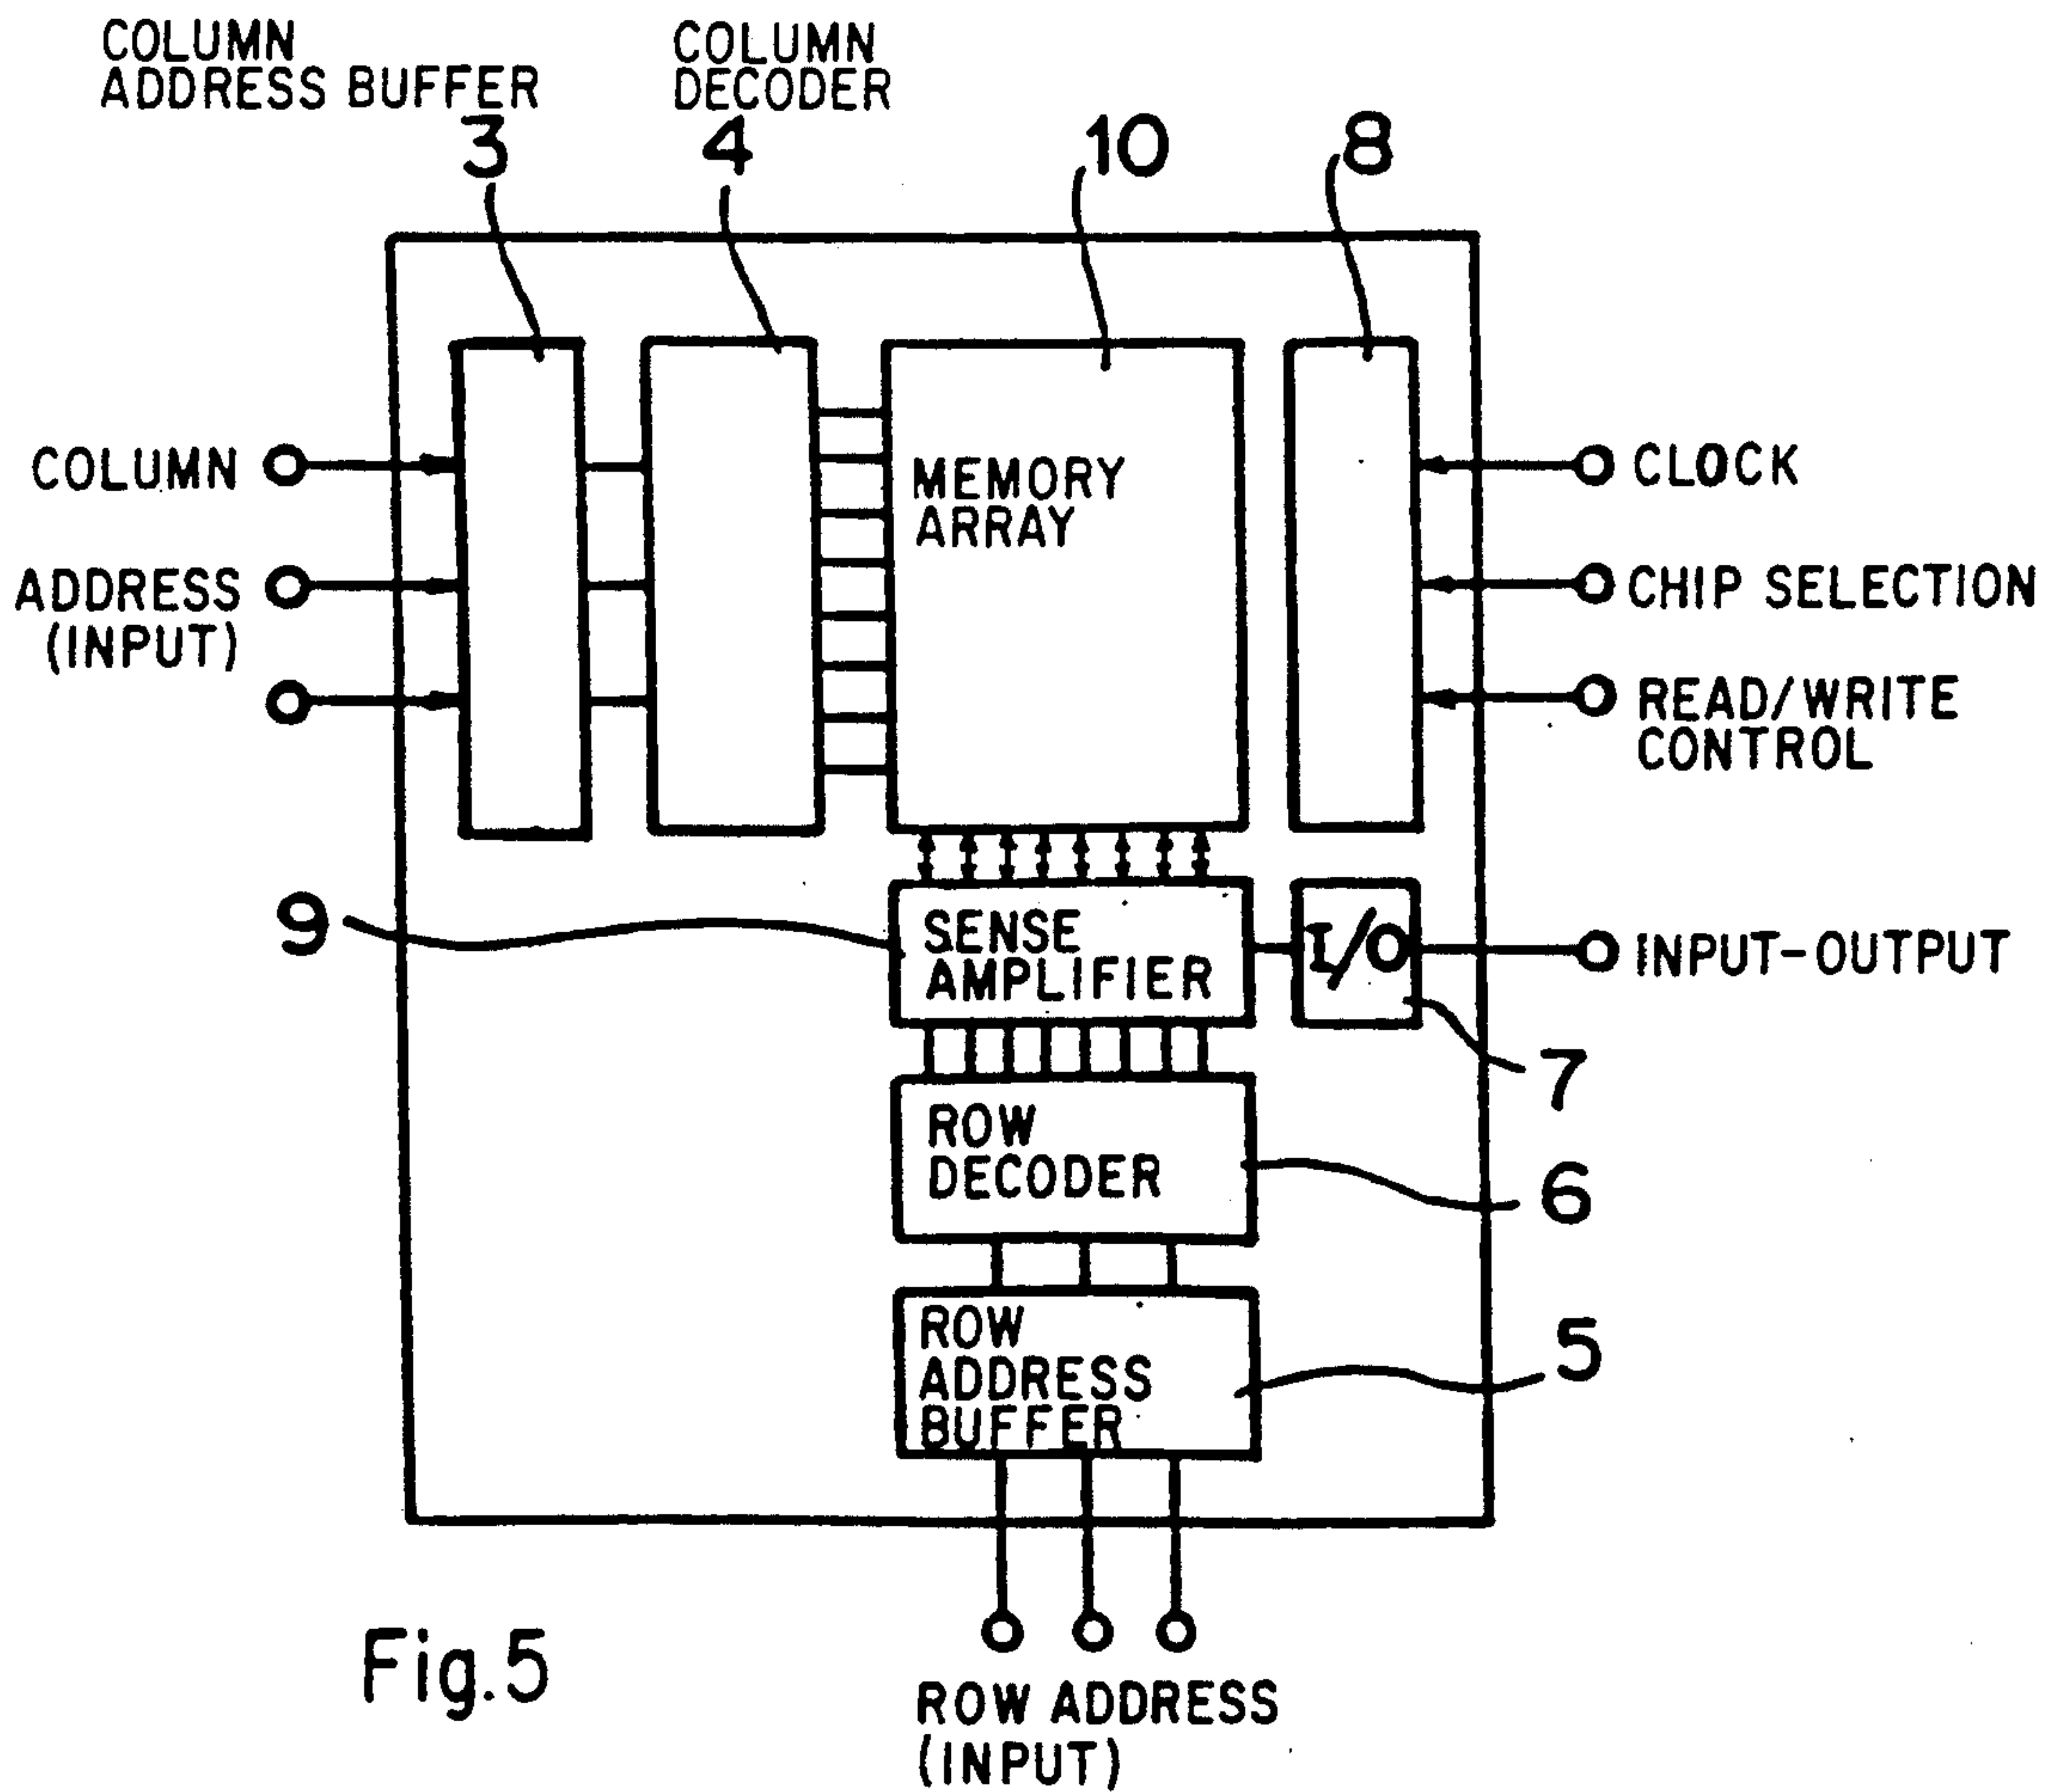 COLUMN
ADDRESS BUFFER
3
COLUMN
DECODER
4
10
8
COLUMN
ADDRESS
(INPUT)
MEMORY
ARRAY
CLOCK
CHIP SELECTION
READ/WRITE
CONTROL
9
SENSE
AMPLIFIER
I/O
INPUT-OUTPUT
7
ROW
DECODER
6
ROW
ADDRESS
BUFFER
5
ROW ADDRESS
(INPUT)
Fig.5